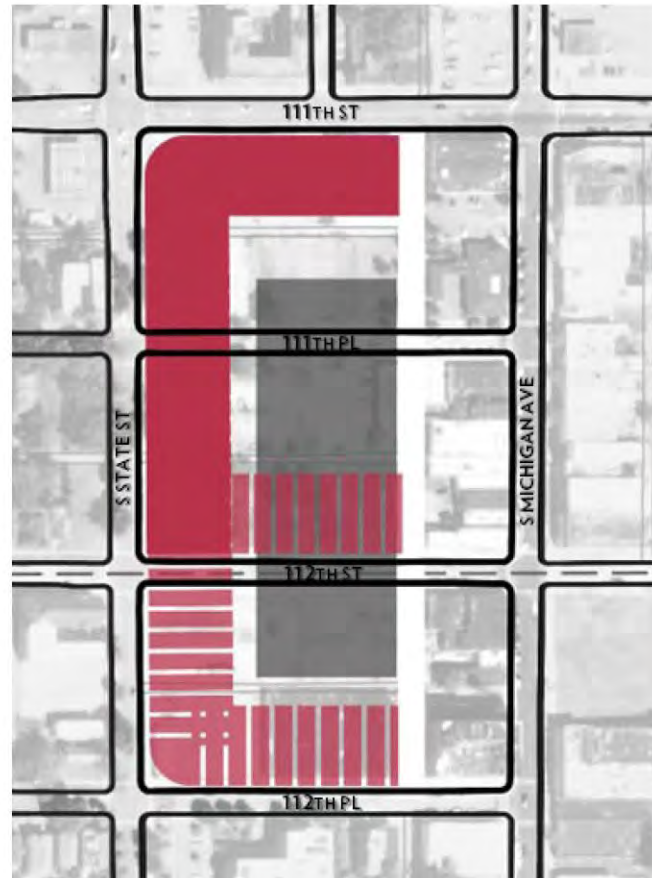 111TH ST
111TH PL
S STATE ST
S MICHIGAN AVE
112TH ST
112TH PL